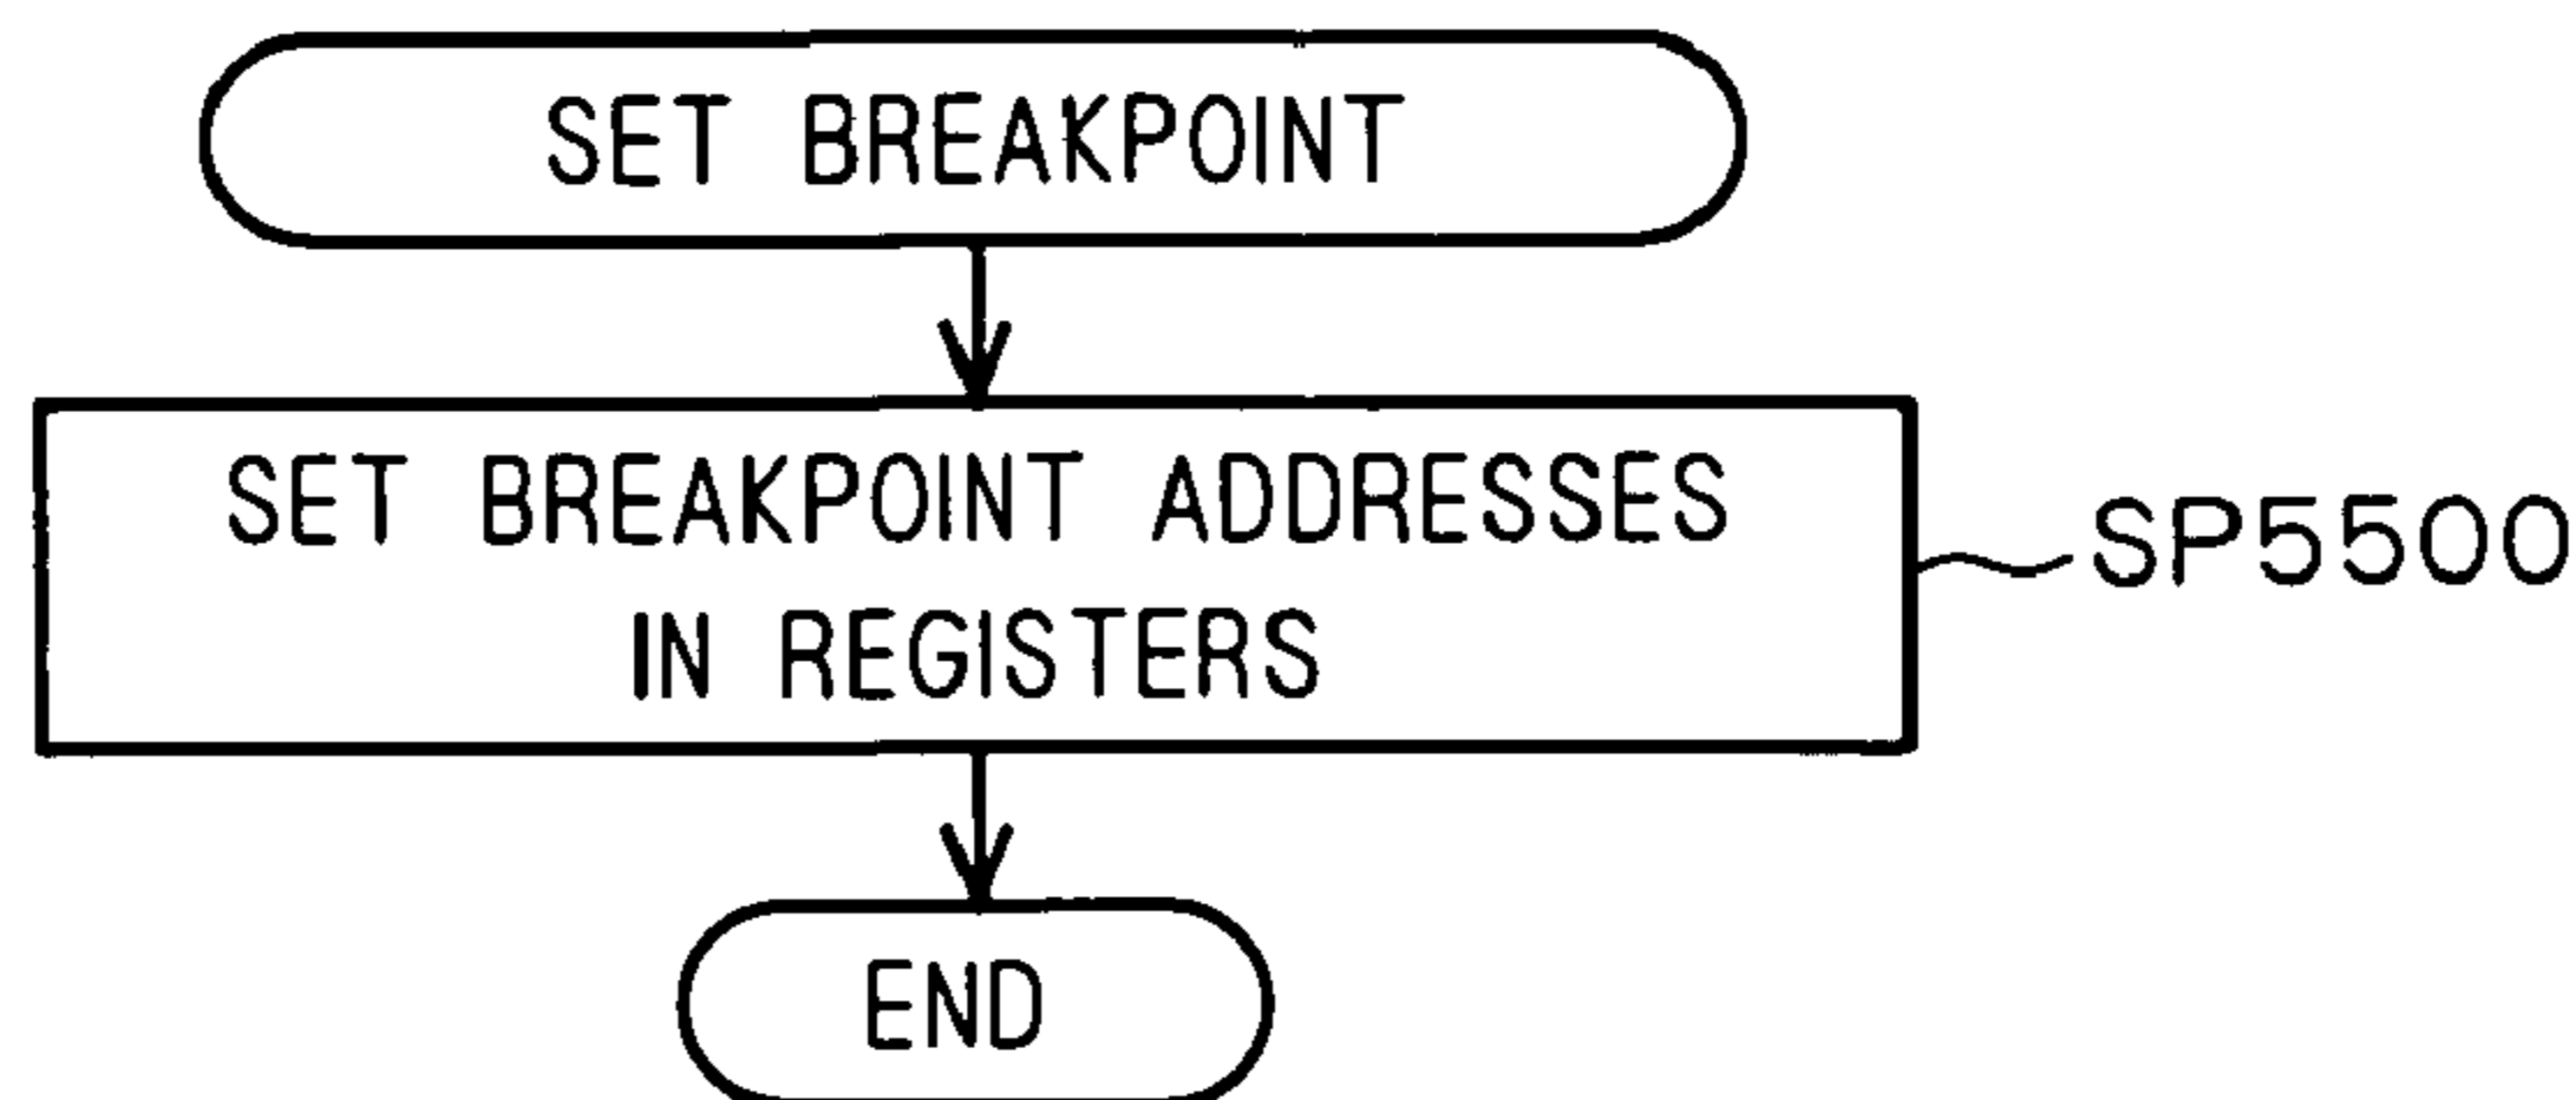 SET BREAKPOINT
SET BREAKPOINT ADDRESSES
IN REGISTERS
SP5500
END